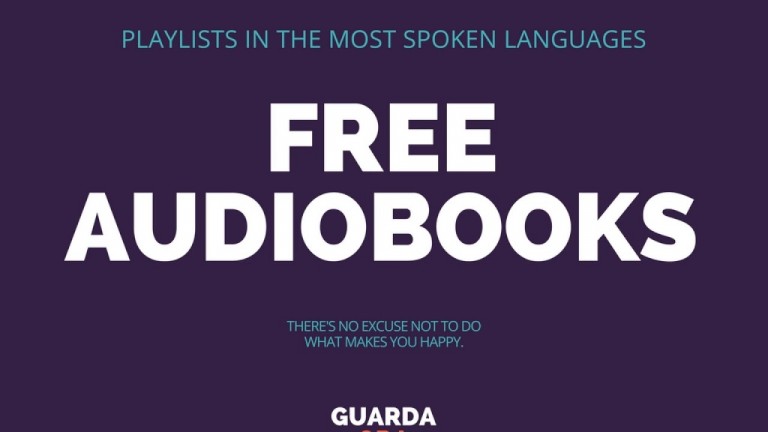 PLAYLISTS IN THE MOST SPOKEN LANGUAGES
FREE
AUDIOBOOKS
THERE'S NO EXCUSE NOT TO DO
WHAT MAKES YOU HAPPY.
GUARDA